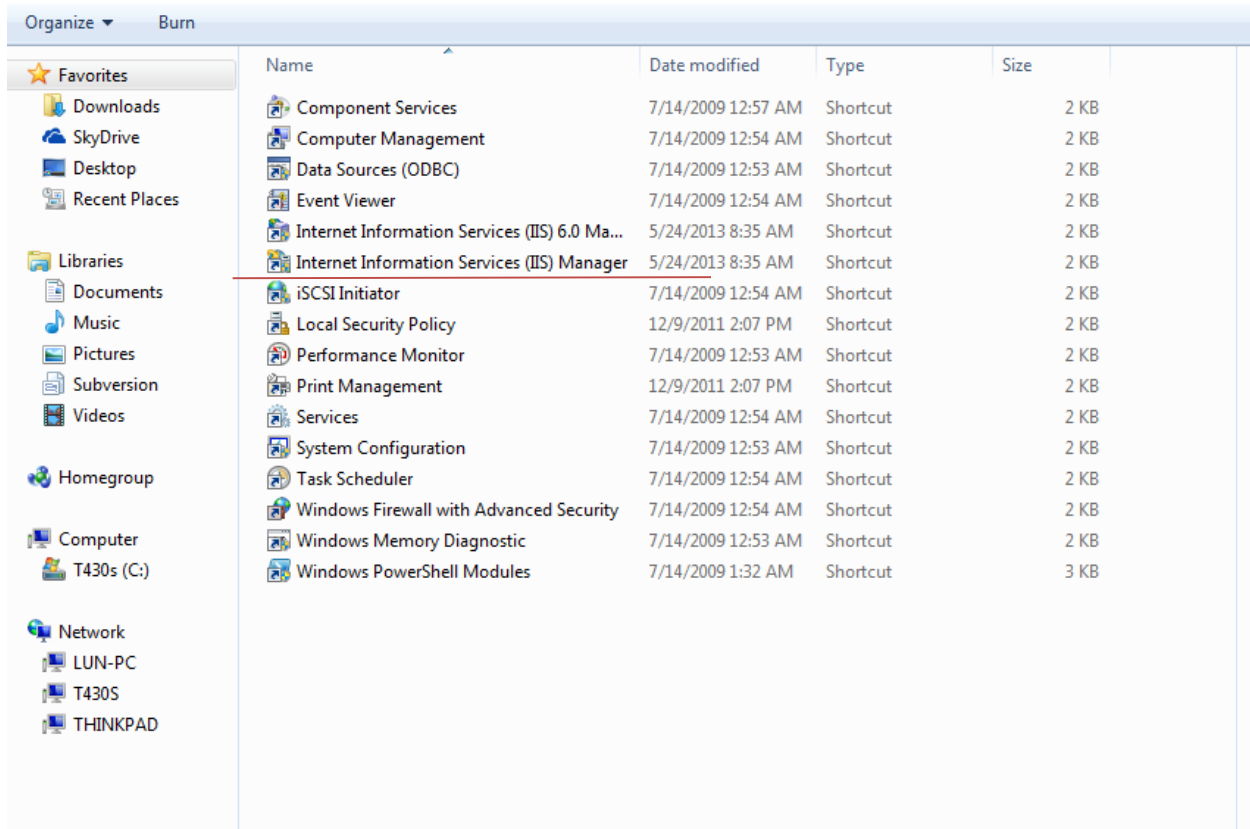 Organize Burn
Favorites
Downloads
SkyDrive
Desktop
Recent Places
Libraries
Documents
Music
Pictures
Subversion
Videos
Homegroup
Computer
T430s (C:)
Network
LUN-PC
T430S
THINKPAD
Name Date modified Type Size
Component Services 7/14/2009 12:57 AM Shortcut 2 KB
Computer Management 7/14/2009 12:54 AM Shortcut 2 KB
Data Sources (ODBC) 7/14/2009 12:53 AM Shortcut 2 KB
Event Viewer 7/14/2009 12:54 AM Shortcut 2 KB
Internet Information Services (IIS) 6.0 Ma... 5/24/2013 8:35 AM Shortcut 2 KB
Internet Information Services (IIS) Manager 5/24/2013 8:35 AM Shortcut 2 KB
iSCSI Initiator 7/14/2009 12:54 AM Shortcut 2 KB
Local Security Policy 12/9/2011 2:07 PM Shortcut 2 KB
Performance Monitor 7/14/2009 12:53 AM Shortcut 2 KB
Print Management 12/9/2011 2:07 PM Shortcut 2 KB
Services 7/14/2009 12:54 AM Shortcut 2 KB
System Configuration 7/14/2009 12:53 AM Shortcut 2 KB
Task Scheduler 7/14/2009 12:54 AM Shortcut 2 KB
Windows Firewall with Advanced Security 7/14/2009 12:54 AM Shortcut 2 KB
Windows Memory Diagnostic 7/14/2009 12:53 AM Shortcut 2 KB
Windows PowerShell Modules 7/14/2009 1:32 AM Shortcut 3 KB